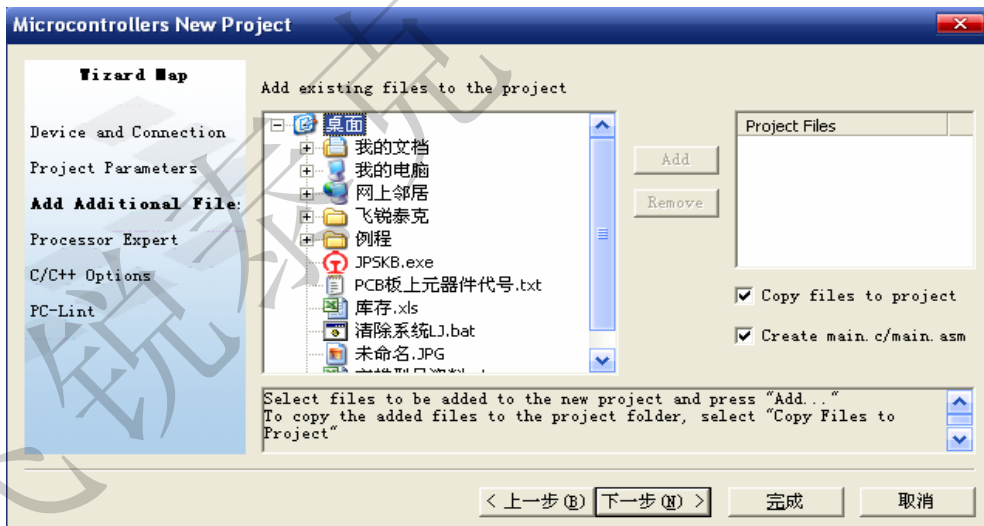 Microcontrollers New Project
Wizard Map
Device and Connection
Project Parameters
Add Additional File:
Processor Expert
C/C++ Options
PC-Lint
Add existing files to the project
桌面
我的文档
我的电脑
网上邻居
飞锐泰克
例程
JPSKB.exe
PCB板上元器件代号.txt
库存.xls
清除系统LJ.bat
未命名.JPG
Add
Remove
Project Files
Copy files to project
Create main.c/main.asm
Select files to be added to the new project and press "Add..."
To copy the added files to the project folder, select "Copy Files to
Project"
< 上一步(B)
下一步(N) >
完成
取消
锐泰克